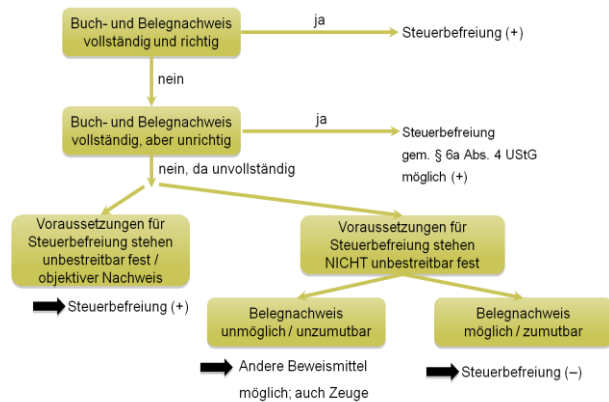 Buch- und Belegnachweis
vollständig und richtig
ja
Steuerbefreiung (+)
nein
Buch- und Belegnachweis
vollständig, aber unrichtig
ja
Steuerbefreiung
gem. § 6a Abs. 4 UStG
möglich (+)
nein, da unvollständig
Voraussetzungen für
Steuerbefreiung stehen
unbestreitbar fest /
objektiver Nachweis
Steuerbefreiung (+)
Voraussetzungen für
Steuerbefreiung stehen
NICHT unbestreitbar fest
Belegnachweis
unmöglich / unzumutbar
Andere Beweismittel
möglich; auch Zeuge
Belegnachweis
möglich / zumutbar
Steuerbefreiung (–)